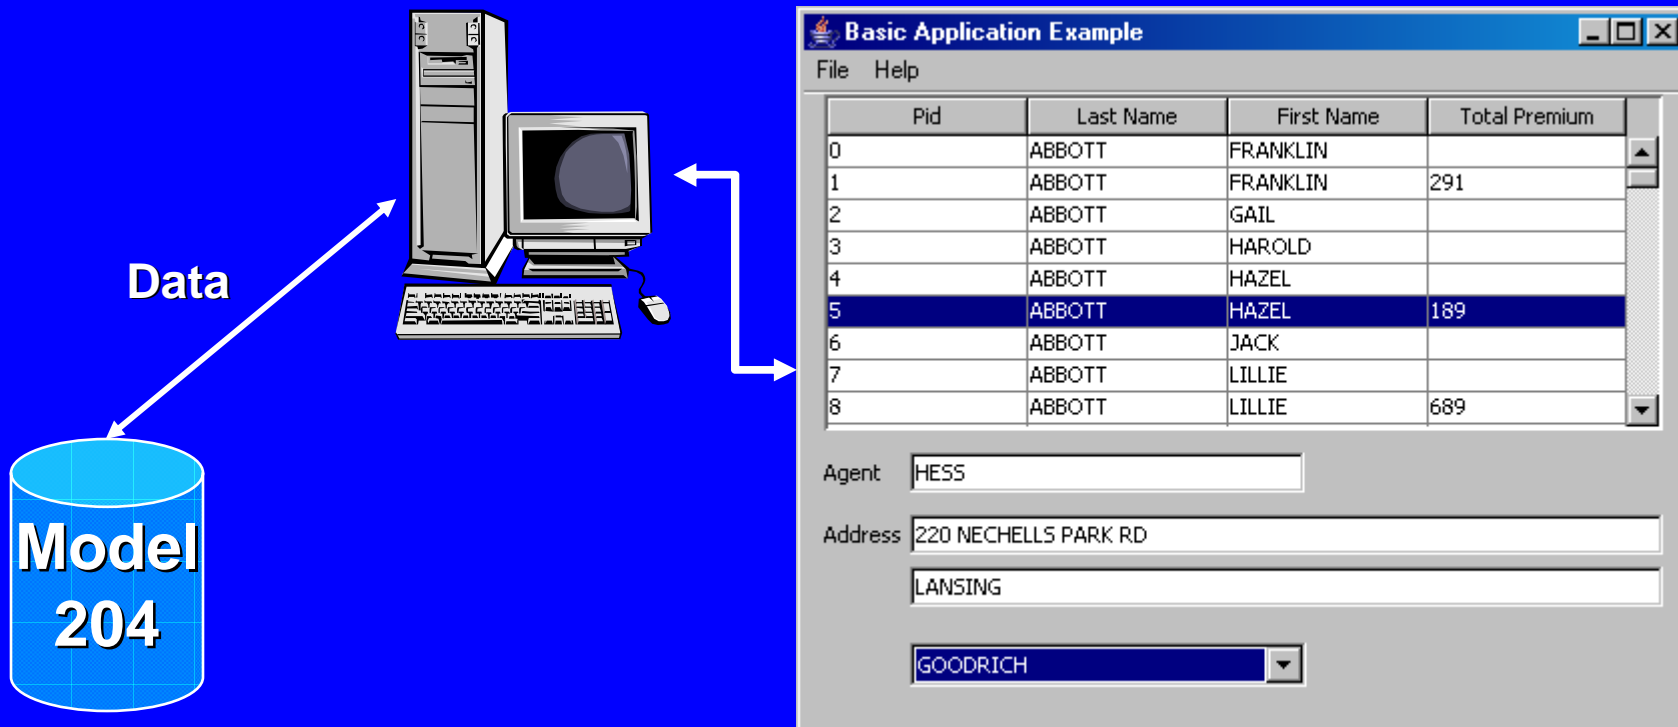 Data
Model
204
Basic Application Example
File Help
Pid Last Name First Name Total Premium
0 ABBOTT FRANKLIN
1 ABBOTT FRANKLIN 291
2 ABBOTT GAIL
3 ABBOTT HAROLD
4 ABBOTT HAZEL
5 ABBOTT HAZEL 189
6 ABBOTT JACK
7 ABBOTT LILLIE
8 ABBOTT LILLIE 689
Agent HESS
Address 220 NECHELLS PARK RD
LANSING
GOODRICH